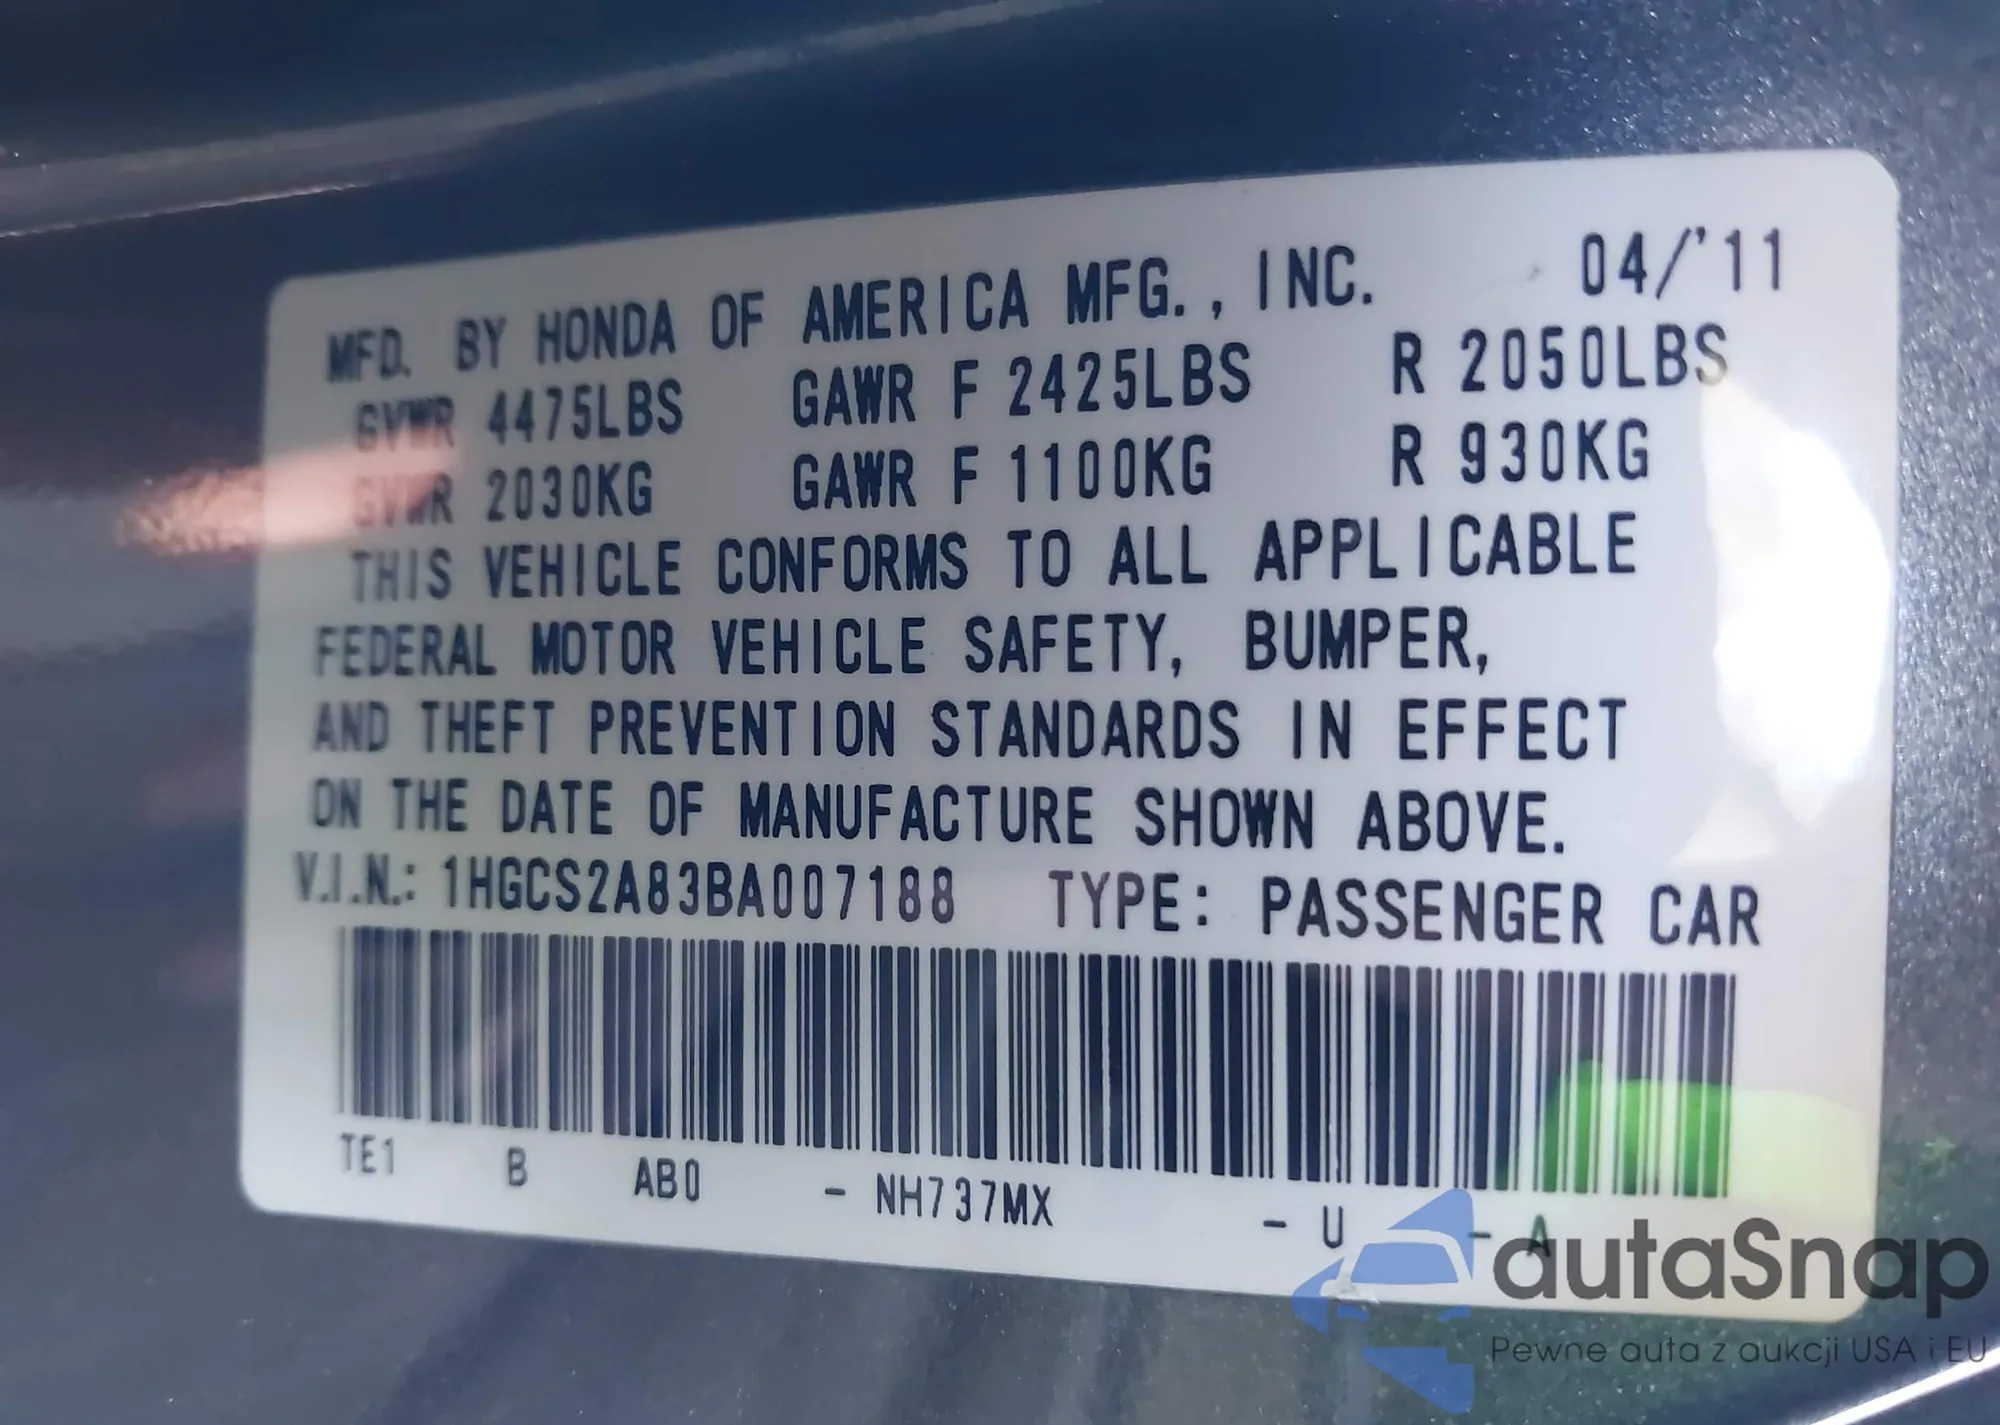 MFD. BY HONDA OF AMERICA MFG., INC. 04/'11
GVWR 4475LBS GAWR F 2425LBS R 2050LBS
GVWR 2030KG GAWR F 1100KG R 930KG
THIS VEHICLE CONFORMS TO ALL APPLICABLE
FEDERAL MOTOR VEHICLE SAFETY, BUMPER,
AND THEFT PREVENTION STANDARDS IN EFFECT
ON THE DATE OF MANUFACTURE SHOWN ABOVE.
V.I.N.: 1HGCS2A83BA007188 TYPE: PASSENGER CAR
TE1 B AB0 - NH737MX - U - A
autaSnap
Pewne auta z aukcji USA i EU